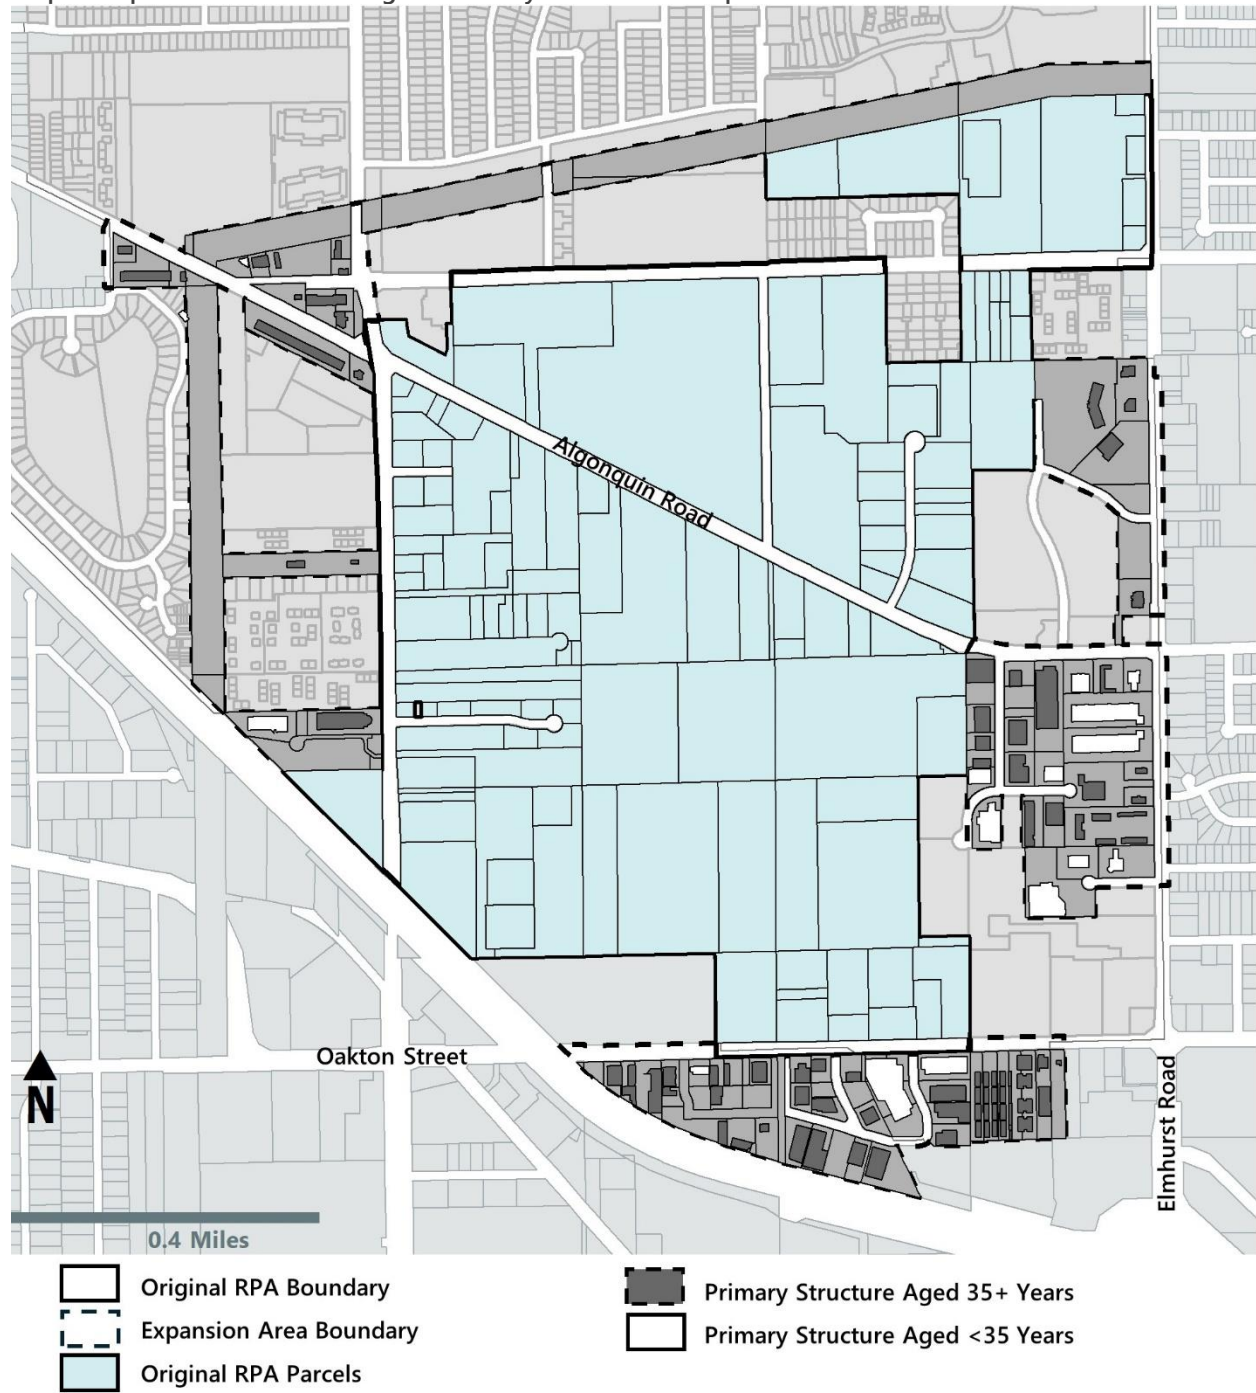 Algonquin Road
Oakton Street
N
Elmhurst Road
0.4 Miles
Original RPA Boundary
Expansion Area Boundary
Original RPA Parcels
Primary Structure Aged 35+ Years
Primary Structure Aged <35 Years